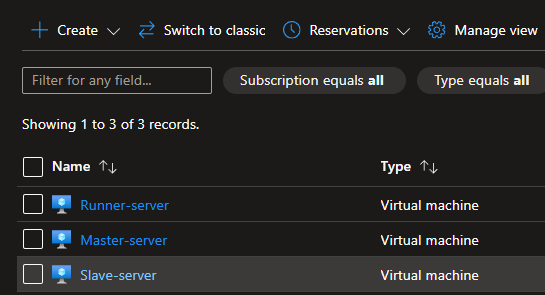 Create Switch to classic Reservations Manage view
Filter for any field... Subscription equals all Type equals all
Showing 1 to 3 of 3 records.
Name Type
Runner-server Virtual machine
Master-server Virtual machine
Slave-server Virtual machine